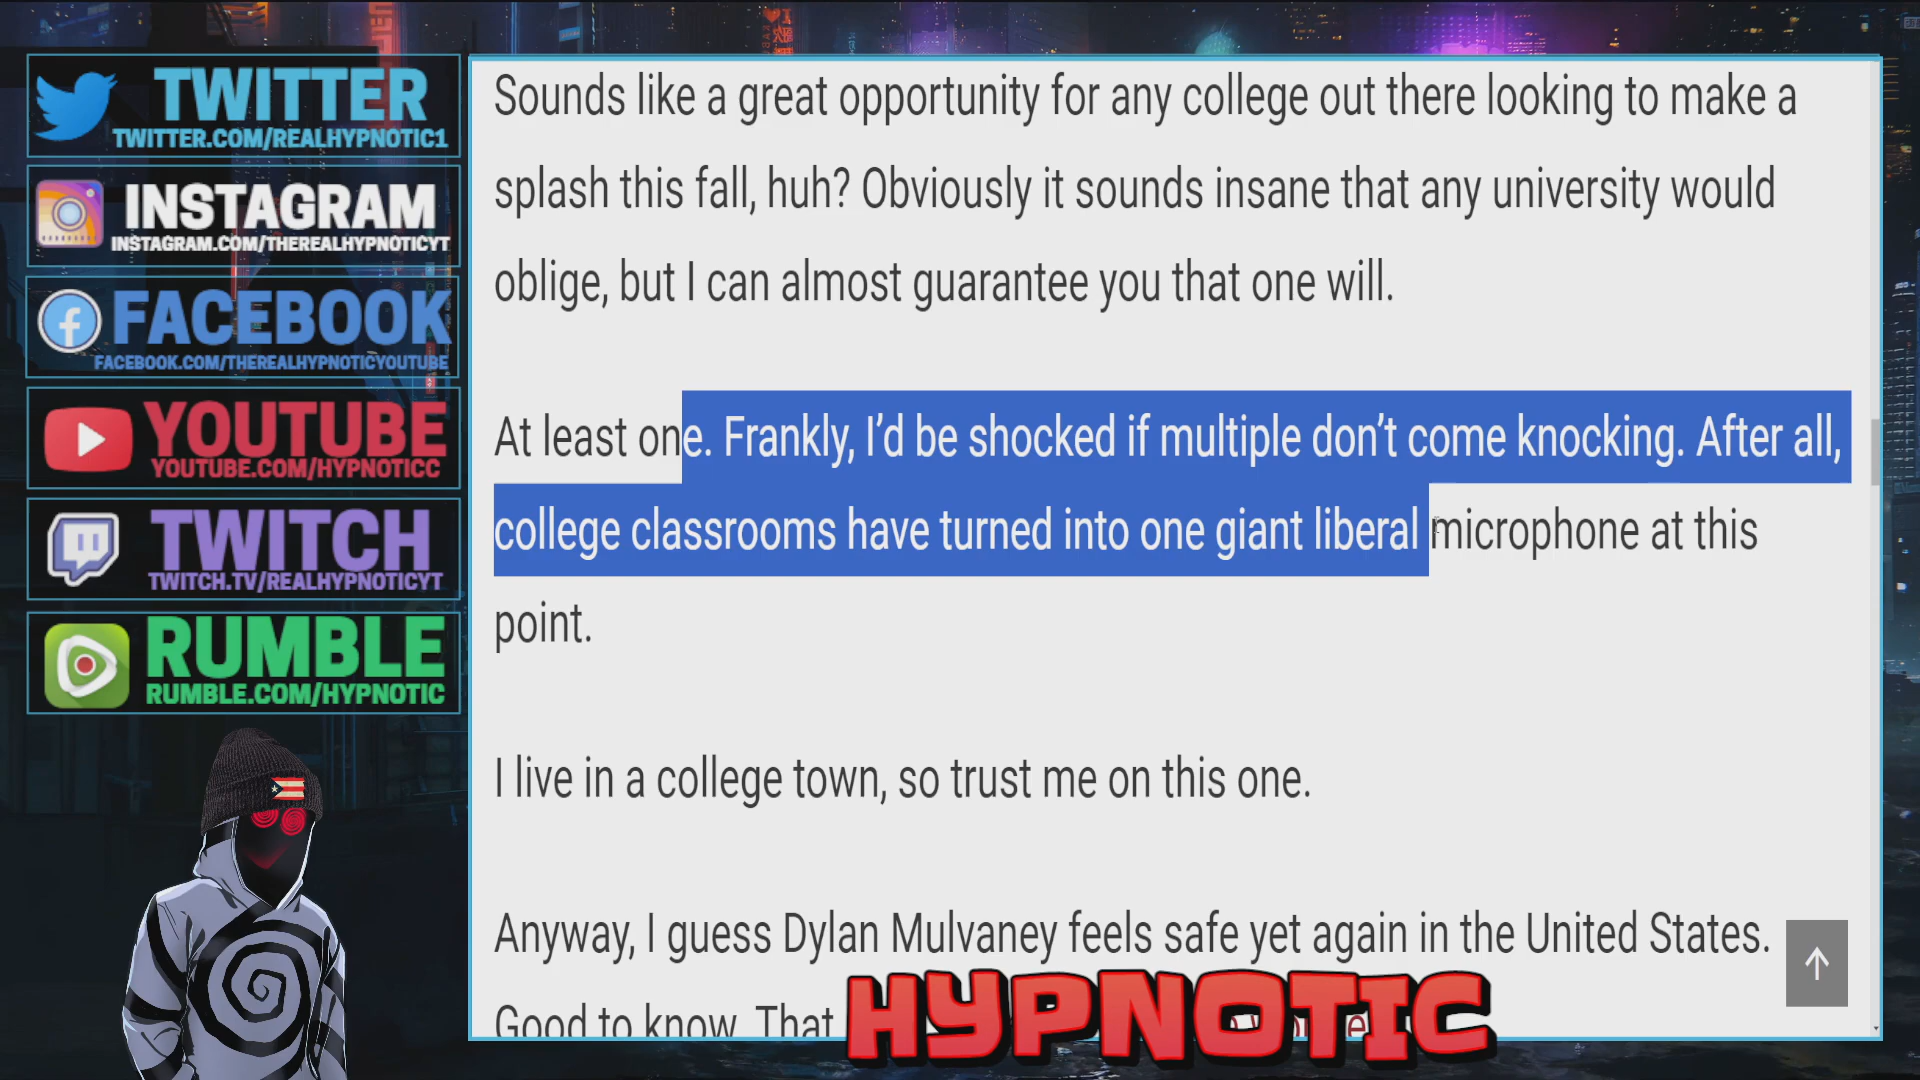 TWITTER
TWITTER.COM/REALHYPNOTIC1
INSTAGRAM
INSTAGRAM.COM/THEREALHYPNOTICYT
FACEBOOK
FACEBOOK.COM/THEREALHYPNOTICYOUTUBE
YOUTUBE
YOUTUBE.COM/HYPNOTICC
TWITCH
TWITCH.TV/REALHYPNOTICYT
RUMBLE
RUMBLE.COM/HYPNOTIC
Sounds like a great opportunity for any college out there looking to make a
splash this fall, huh? Obviously it sounds insane that any university would
oblige, but I can almost guarantee you that one will.
At least one. Frankly, I’d be shocked if multiple don’t come knocking. After all,
college classrooms have turned into one giant liberal microphone at this
point.
I live in a college town, so trust me on this one.
Anyway, I guess Dylan Mulvaney feels safe yet again in the United States.
Good to know. That
HYPNOTIC